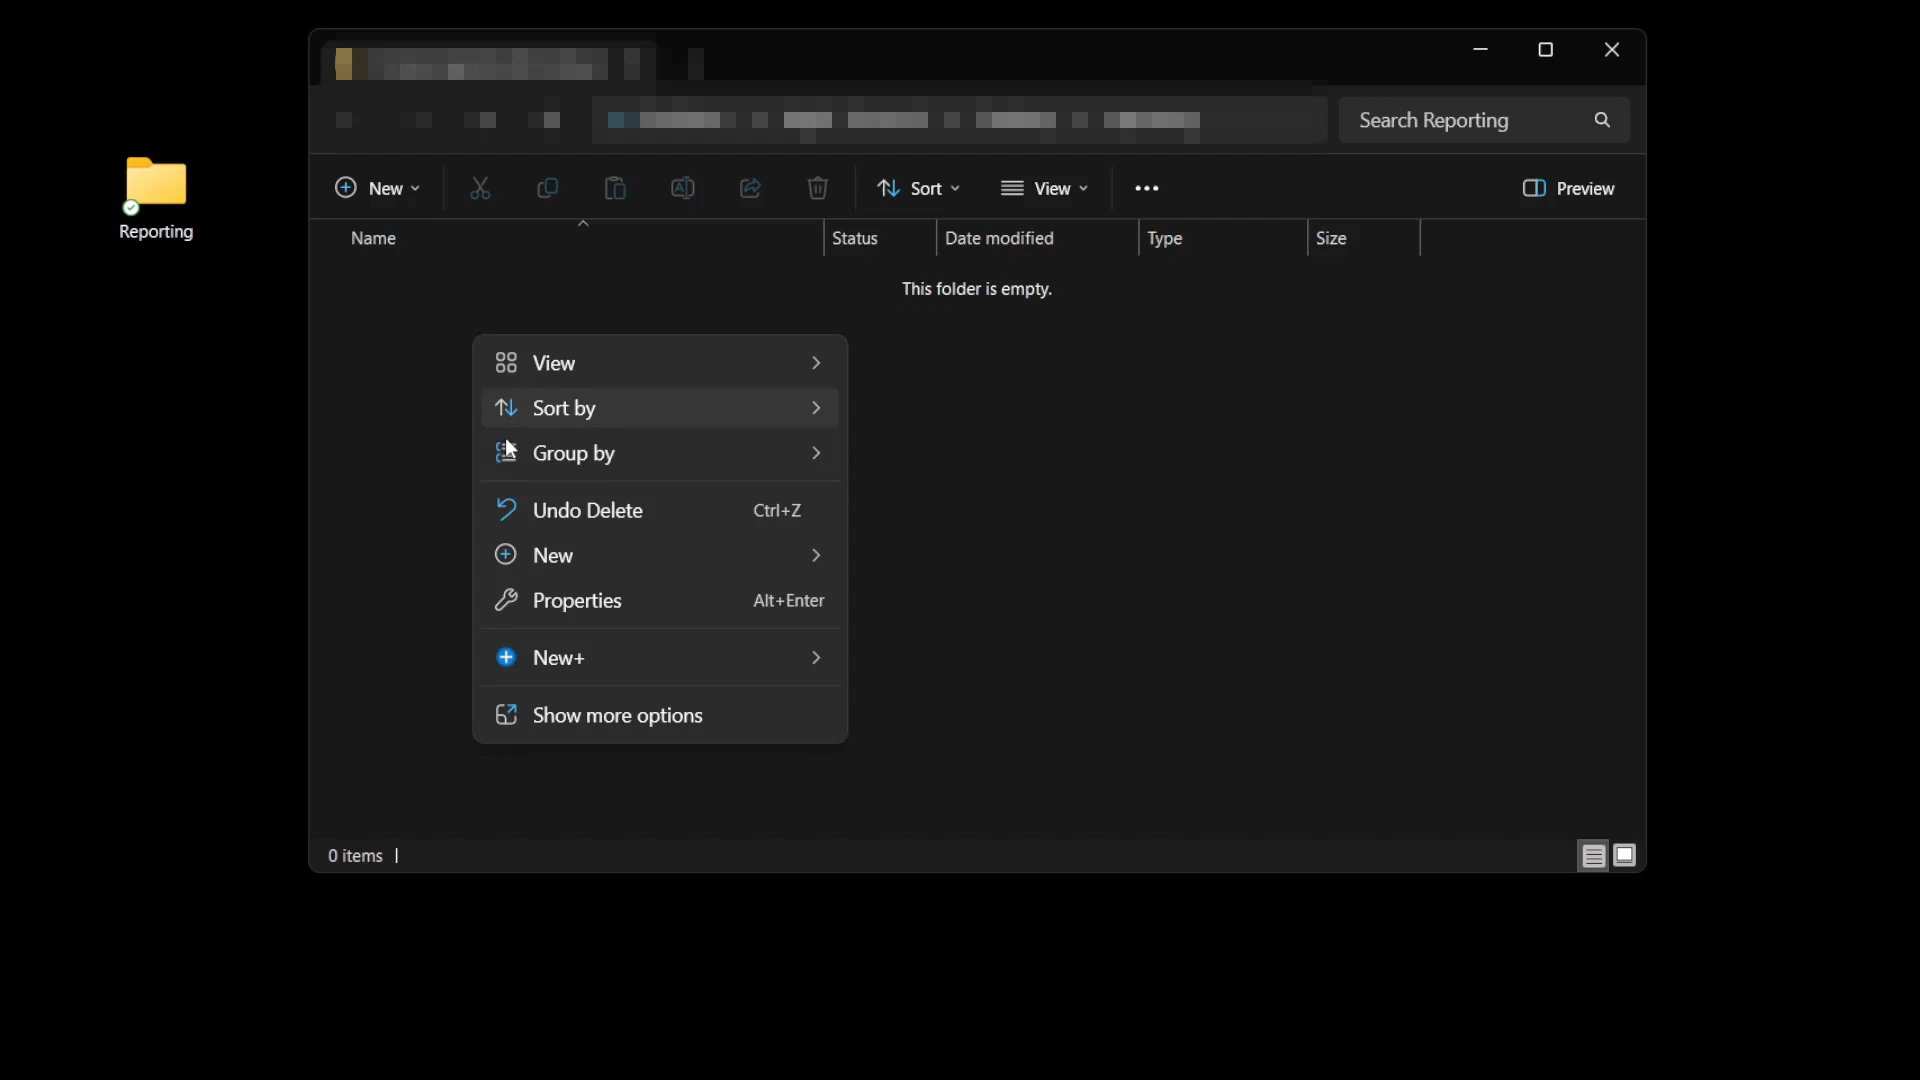 Search Reporting
Reporting
New
Sort
View
Preview
Name
Status
Date modified
Type
Size
This folder is empty.
View
Sort by
Group by
Undo Delete Ctrl+Z
New
Properties Alt+Enter
New+
Show more options
0 items